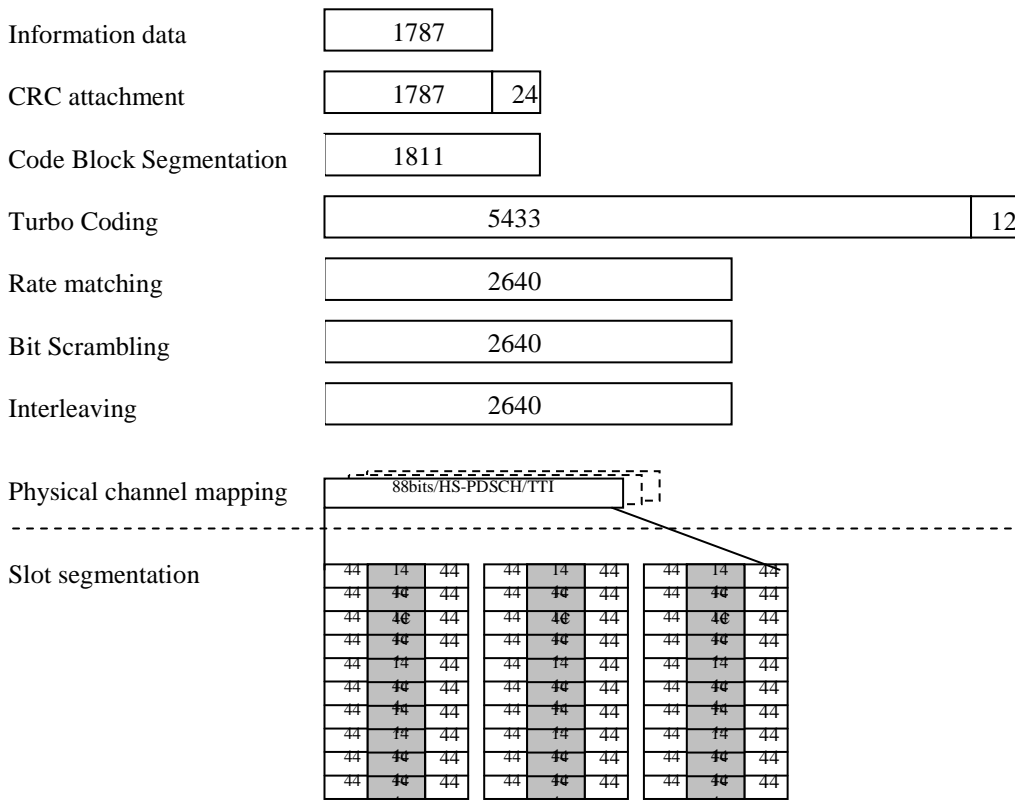 Information data 1787
CRC attachment 1787 24
Code Block Segmentation 1811
Turbo Coding 5433 12
Rate matching 2640
Bit Scrambling 2640
Interleaving 2640
Physical channel mapping 88bits/HS-PDSCH/TTI
Slot segmentation
44 14 44 44 14 44 44 14 44
44 44 44 44 44 44
44 44 44 44 44 44
44 44 44 44 44 44
44 14 44 44 14 44 44 14 44
44 44 44 44 44 44
44 14 44 44 14 44 44 14 44
44 14 44 44 14 44 44 14 44
44 44 44 44 44 44
44 44 44 44 44 44